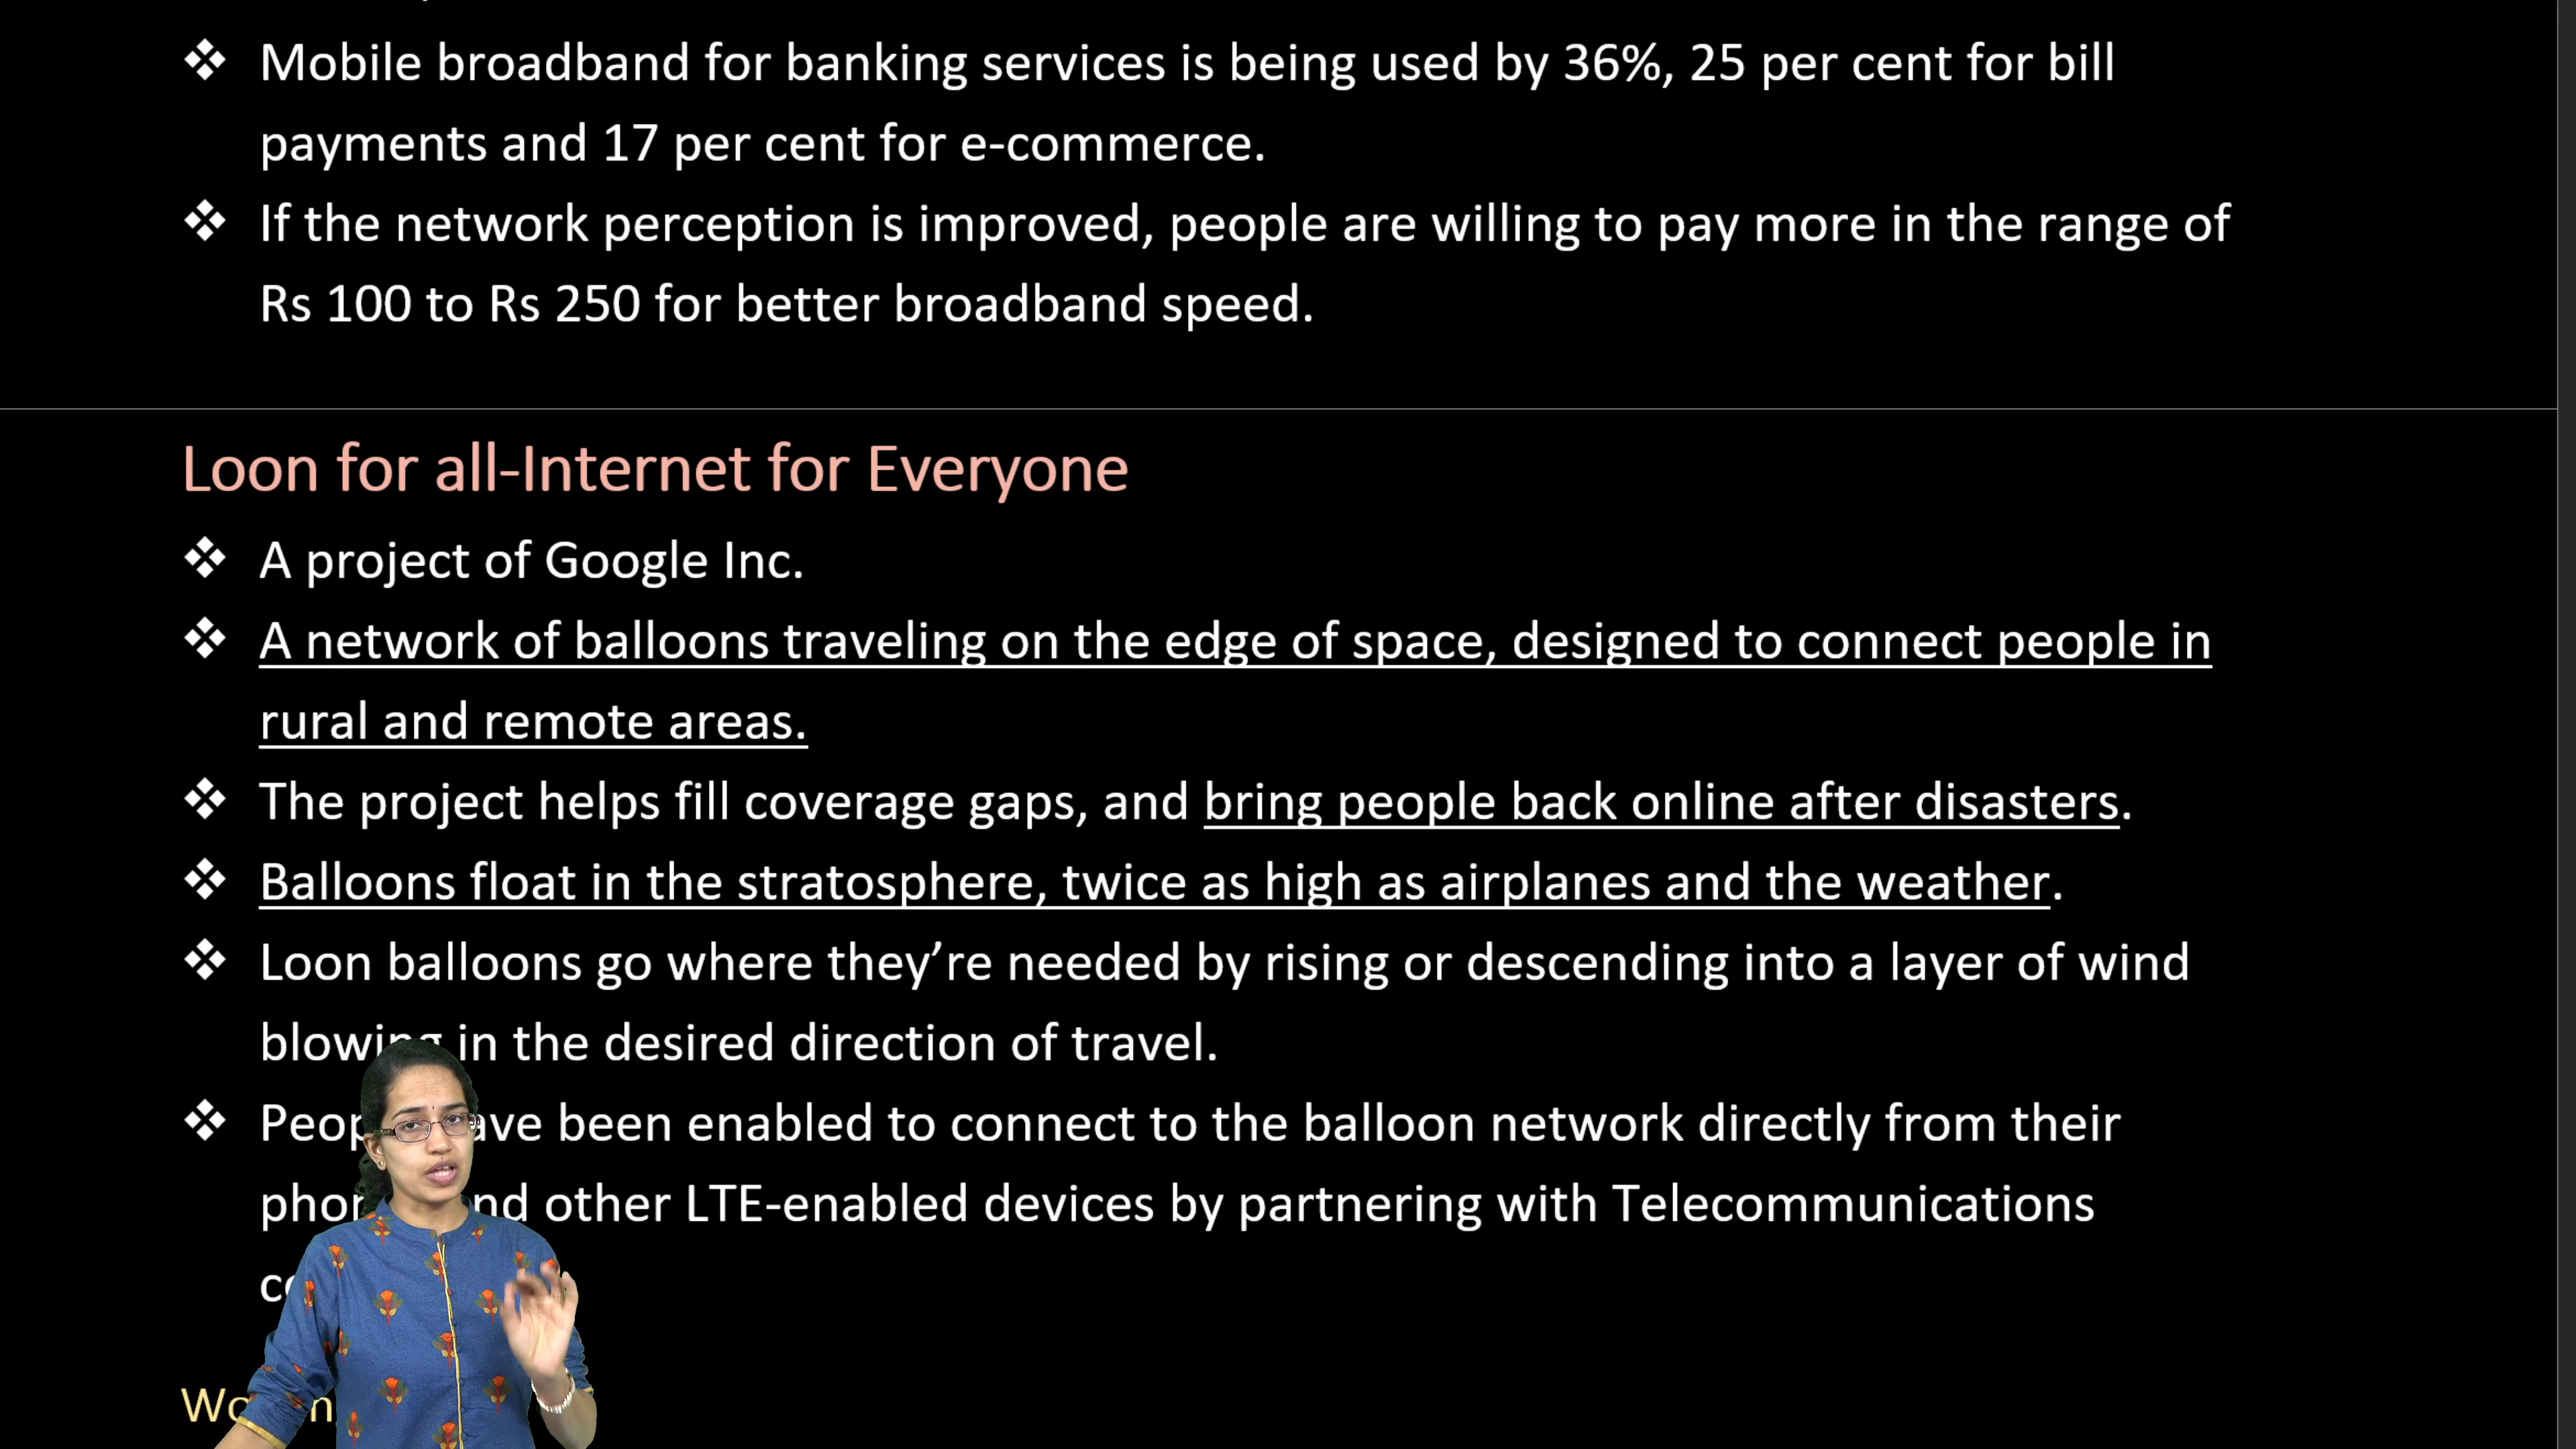 ❖ Mobile broadband for banking services is being used by 36%, 25 per cent for bill
payments and 17 per cent for e-commerce.
❖ If the network perception is improved, people are willing to pay more in the range of
Rs 100 to Rs 250 for better broadband speed.
Loon for all-Internet for Everyone
❖ A project of Google Inc.
❖ A network of balloons traveling on the edge of space, designed to connect people in
rural and remote areas.
❖ The project helps fill coverage gaps, and bring people back online after disasters.
❖ Balloons float in the stratosphere, twice as high as airplanes and the weather.
❖ Loon balloons go where they’re needed by rising or descending into a layer of wind
blowing in the desired direction of travel.
❖ been enabled to connect to the balloon network directly from their
other LTE-enabled devices by partnering with Telecommunications